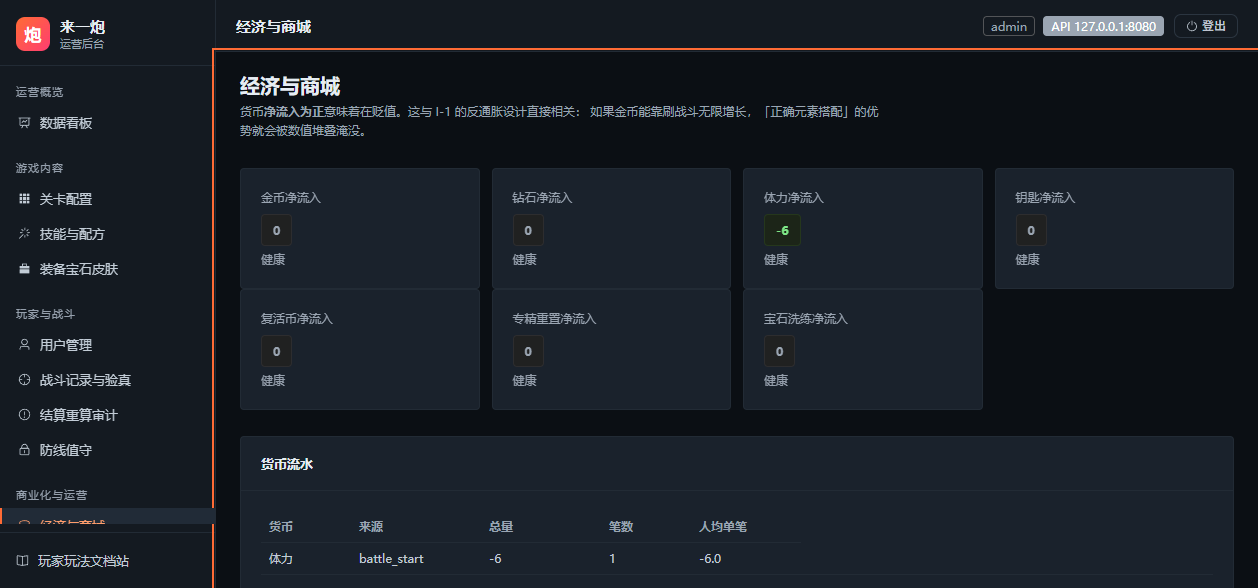 炮
来一炮
运营后台
运营概览
数据看板
游戏内容
关卡配置
技能与配方
装备宝石皮肤
玩家与战斗
用户管理
战斗记录与验真
结算重算审计
防线值守
商业化与运营
经济与商城
玩家玩法文档站
经济与商城
admin
API 127.0.0.1:8080
登出
经济与商城
货币净流入为正意味着在贬值。这与 I-1 的反通胀设计直接相关： 如果金币能靠刷战斗无限增长，「正确元素搭配」的优
势就会被数值堆叠淹没。
金币净流入
0
健康
钻石净流入
0
健康
体力净流入
-6
健康
钥匙净流入
0
健康
复活币净流入
0
健康
专精重置净流入
0
健康
宝石洗练净流入
0
健康
货币流水
货币 来源 总量 笔数 人均单笔
体力 battle_start -6 1 -6.0